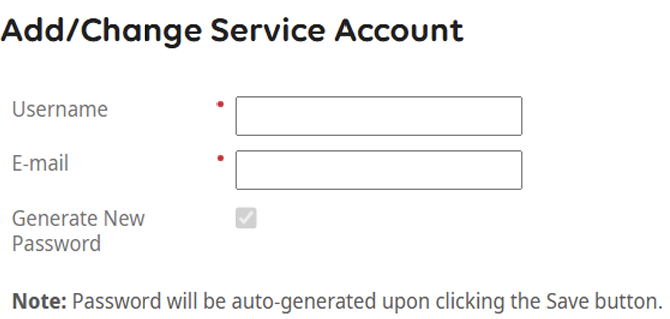 Add/Change Service Account
Username
E-mail
Generate New
Password
Note: Password will be auto-generated upon clicking the Save button.